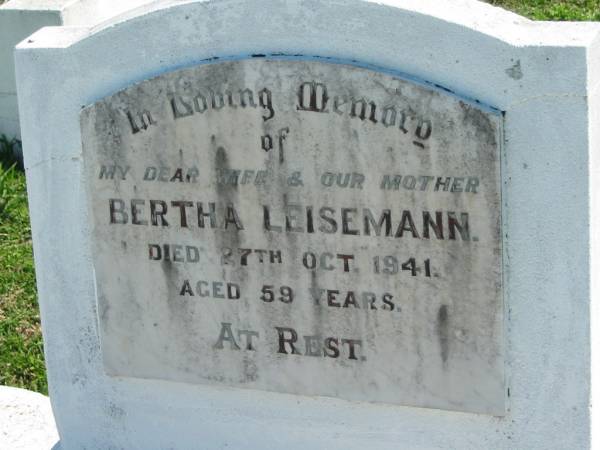 In Loving Memory
of
MY DEAR WIFE & OUR MOTHER
BERTHA LEISEMANN.
DIED 27TH OCT. 1941.
AGED 59 YEARS.
AT REST.